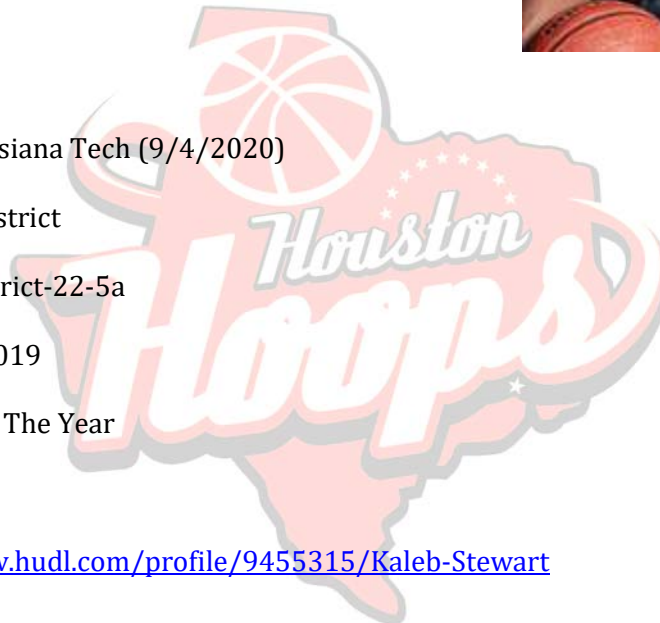 siana Tech (9/4/2020)
strict
Houston
rict-22-5a
Hoops
019
The Year
w.hudl.com/profile/9455315/Kaleb-Stewart